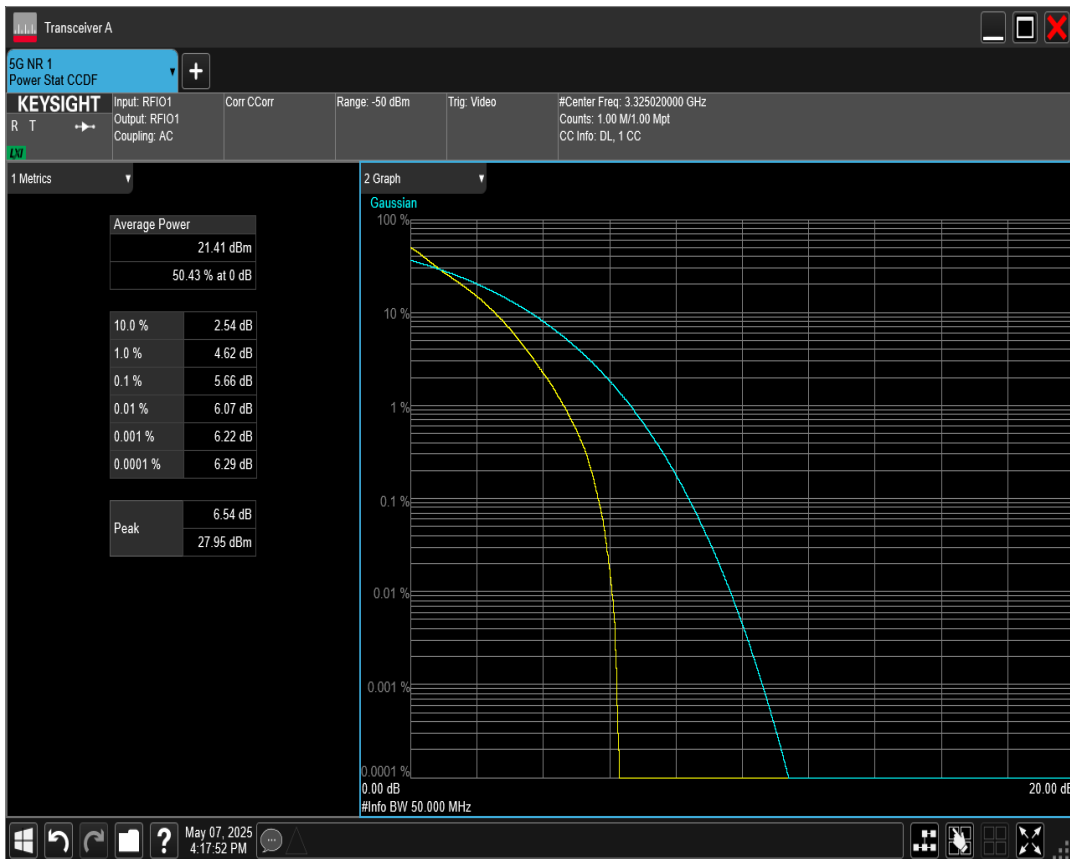 Transceiver A
5G NR 1
Power Stat CCDF
+
KEYSIGHT
R T
LXI
Input: RFIO1
Output: RFIO1
Coupling: AC
Corr CCorr
Range: -50 dBm
Trig: Video
#Center Freq: 3.325020000 GHz
Counts: 1.00 M/1.00 Mpt
CC Info: DL, 1 CC
1 Metrics
Average Power
21.41 dBm
50.43 % at 0 dB
10.0 % 2.54 dB
1.0 % 4.62 dB
0.1 % 5.66 dB
0.01 % 6.07 dB
0.001 % 6.22 dB
0.0001 % 6.29 dB
Peak
6.54 dB
27.95 dBm
2 Graph
Gaussian
100 %
10 %
1 %
0.1 %
0.01 %
0.001 %
0.0001 %
0.00 dB 20.00 dB
#Info BW 50.000 MHz
?
May 07, 2025
4:17:52 PM